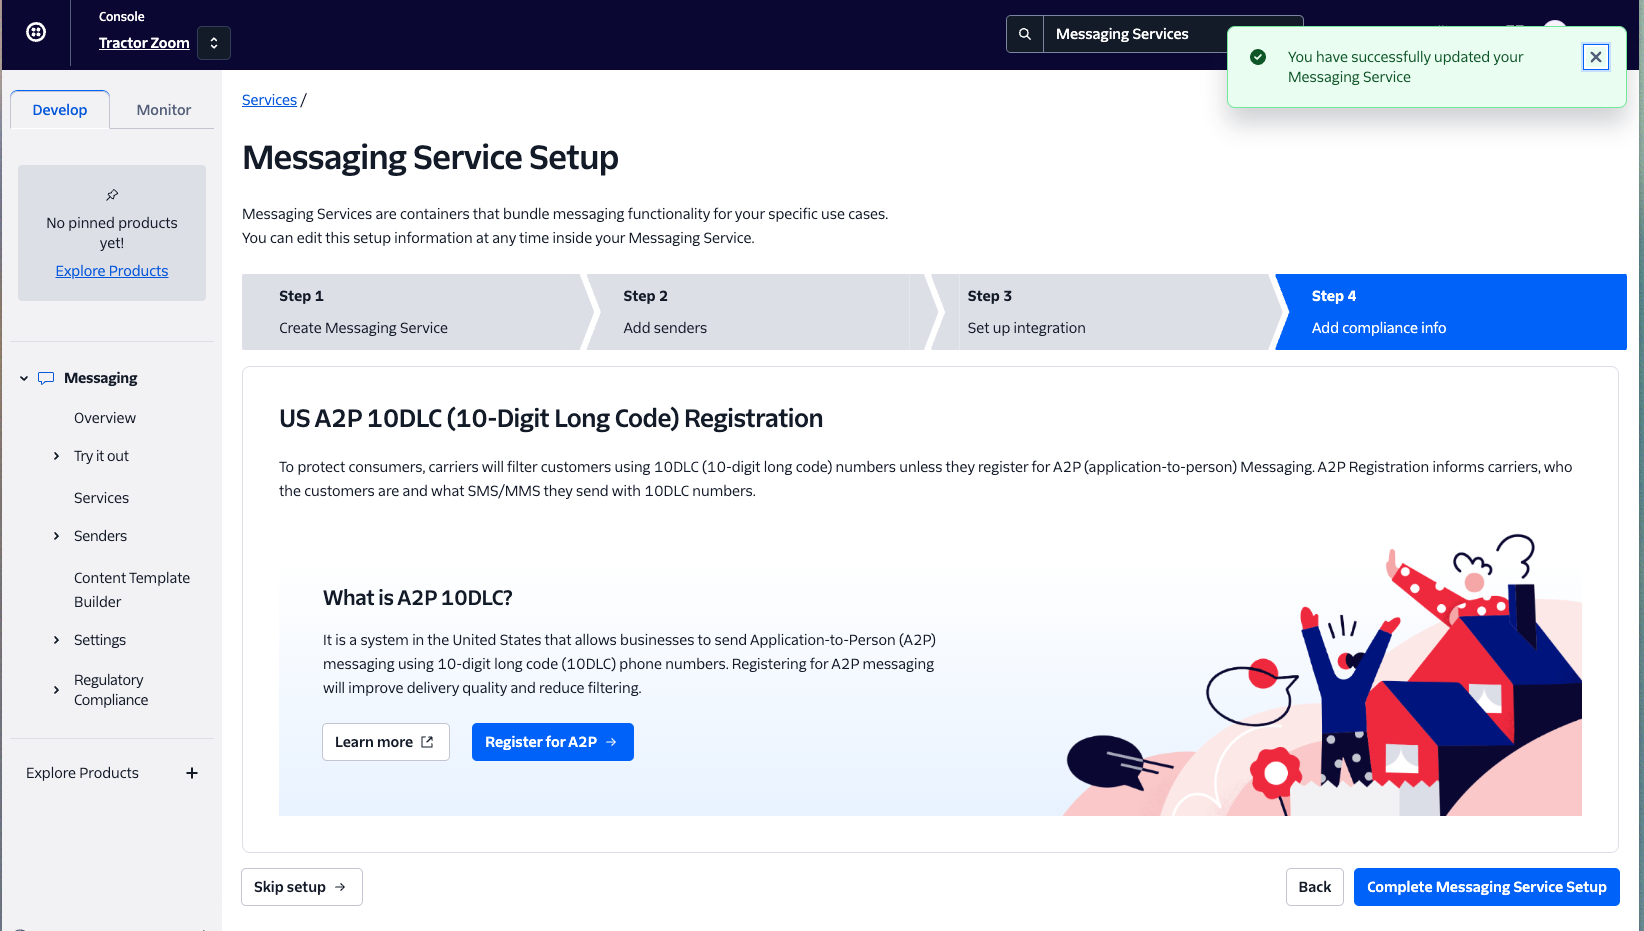 Console
Tractor Zoom
Messaging Services
You have successfully updated your
Messaging Service
Develop
Monitor
No pinned products
yet!
Explore Products
Messaging
Overview
Try it out
Services
Senders
Content Template
Builder
Settings
Regulatory
Compliance
Explore Products
Services /
Messaging Service Setup
Messaging Services are containers that bundle messaging functionality for your specific use cases.
You can edit this setup information at any time inside your Messaging Service.
Step 1
Create Messaging Service
Step 2
Add senders
Step 3
Set up integration
Step 4
Add compliance info
US A2P 10DLC (10-Digit Long Code) Registration
To protect consumers, carriers will filter customers using 10DLC (10-digit long code) numbers unless they register for A2P (application-to-person) Messaging. A2P Registration informs carriers, who
the customers are and what SMS/MMS they send with 10DLC numbers.
What is A2P 10DLC?
It is a system in the United States that allows businesses to send Application-to-Person (A2P)
messaging using 10-digit long code (10DLC) phone numbers. Registering for A2P messaging
will improve delivery quality and reduce filtering.
Learn more
Register for A2P →
Skip setup →
Back
Complete Messaging Service Setup